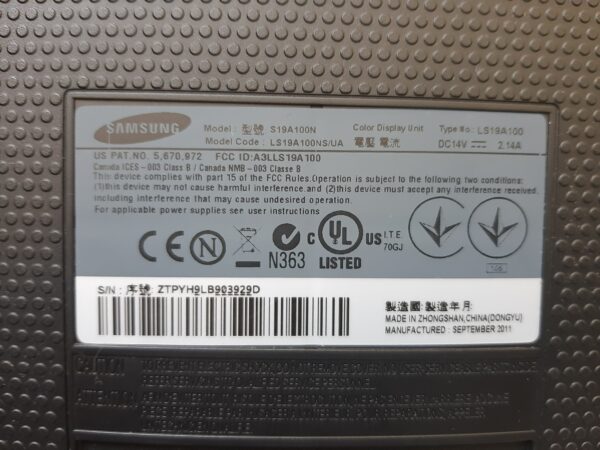 SAMSUNG
Model : 型號 S19A100N
Color Display Unit
Type No.: LS19A100
Model Code : LS19A100NS/UA
電壓 電流
DC14V 2.14A
US PAT.NO. 5,670,972 FCC ID:A3LLS19A100
Canada ICES - 003 Class B / Canada NMB - 003 Classe B
This device complies with part 15 of the FCC Rules.Operation is subject to the following two conditions:
(1)this device may not cause harmful interference.and (2)this device must accept any interference received,
including interference that may cause undesired operation.
For applicable power supplies see user instructions
CE N N363 C UL US LISTED
I.T.E.
70GJ
S/N : 序號 ZTPYH9LB903929D
製造國 製造年月
MADE IN ZHONGSHAN,CHINA(DONGYU)
MANUFACTURED : SEPTEMBER 2011
CAUTION
ATTENTION